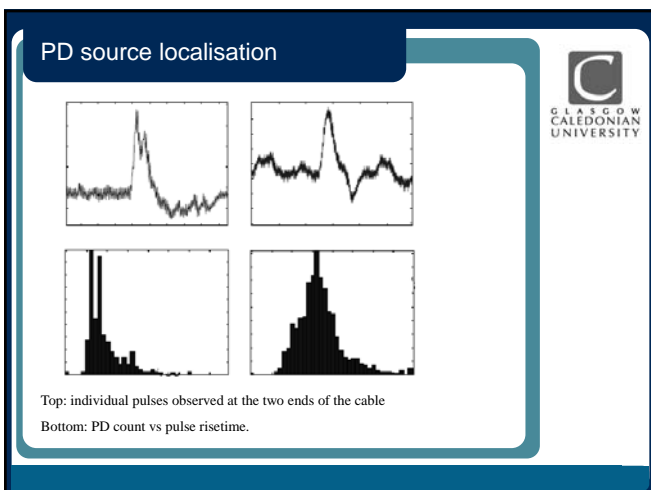 PD source localisation
C
GLASGOW
CALEDONIAN
UNIVERSITY
Top: individual pulses observed at the two ends of the cable
Bottom: PD count vs pulse risetime.